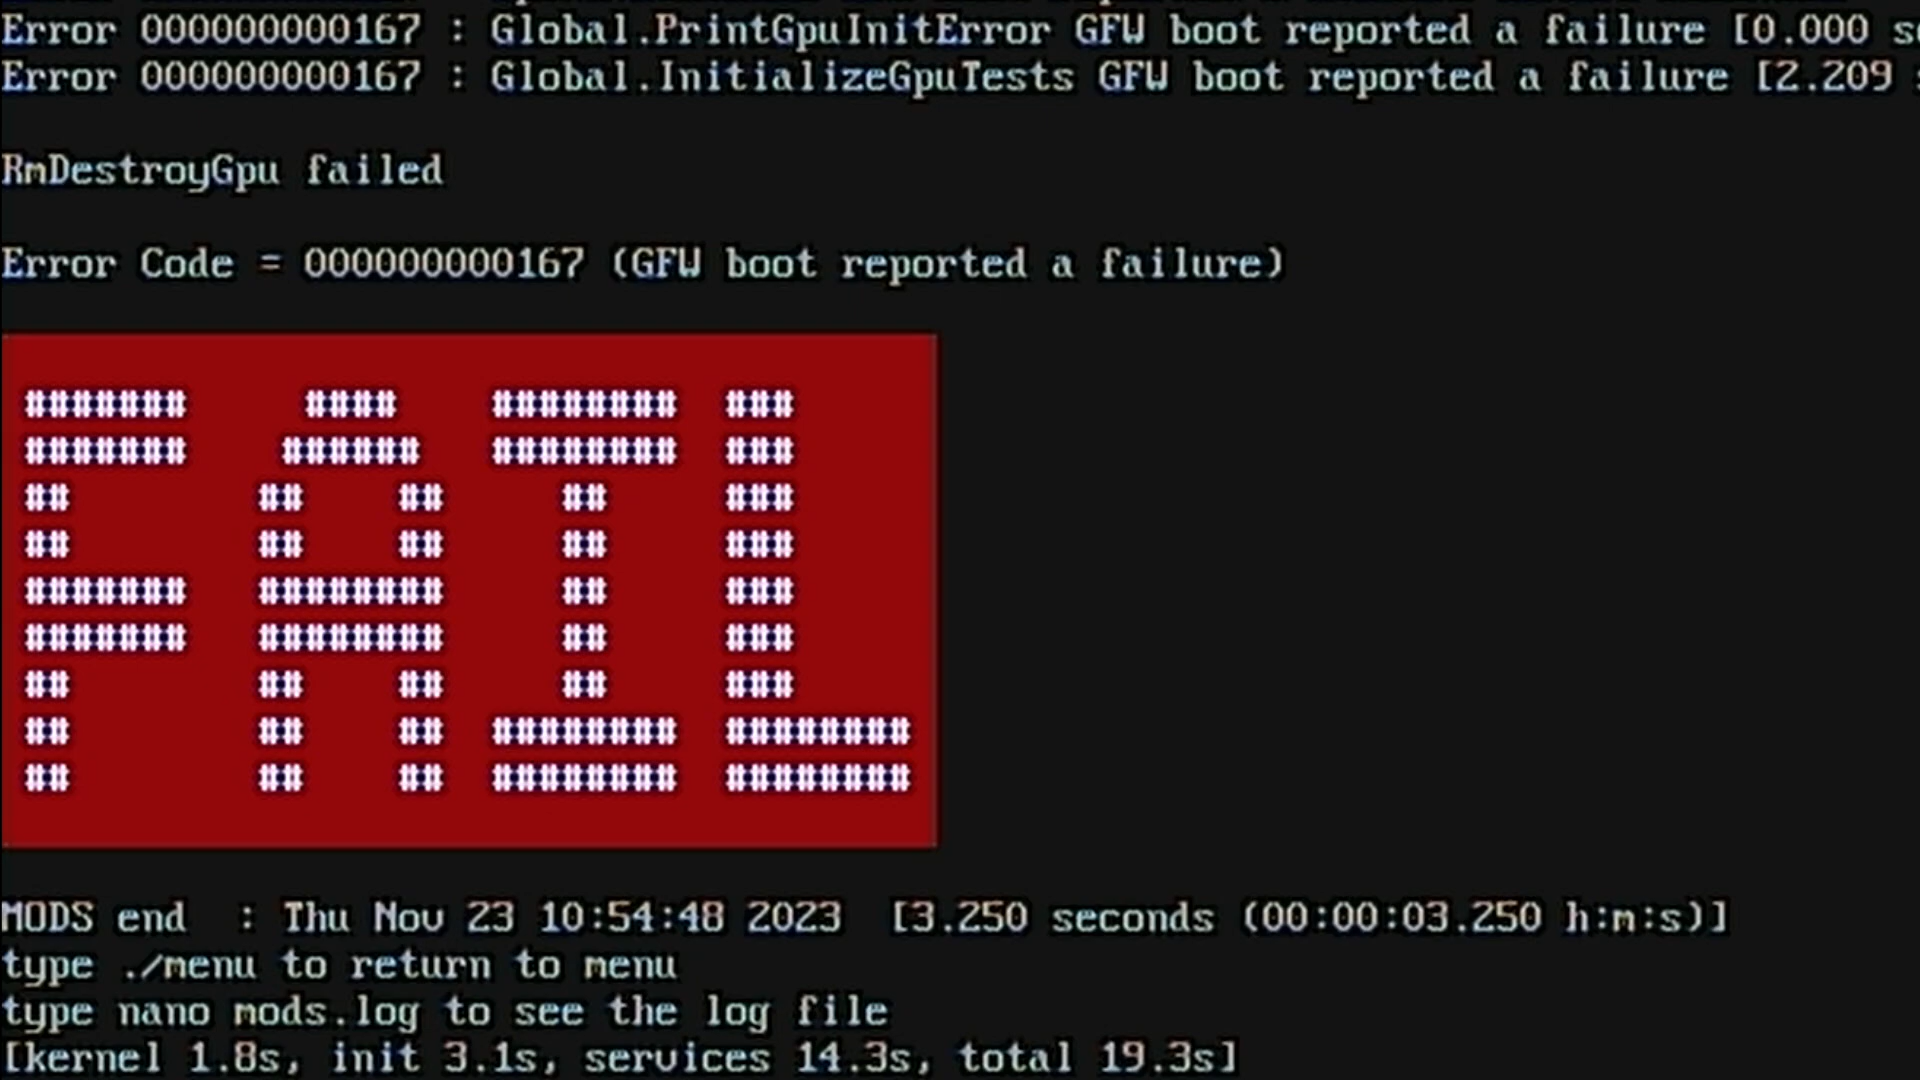 Error 000000000167 : Global.PrintGpuInitError GFW boot reported a failure [0.000
Error 000000000167 : Global.InitializeGpuTests GFW boot reported a failure [2.209
RmDestroyGpu failed
Error Code = 000000000167 (GFW boot reported a failure)
FAIL
MODS end : Thu Nov 23 10:54:48 2023 [3.250 seconds (00:00:03.250 h:m:s)]
type ./menu to return to menu
type nano mods.log to see the log file
[kernel 1.8s, init 3.1s, services 14.3s, total 19.3s]